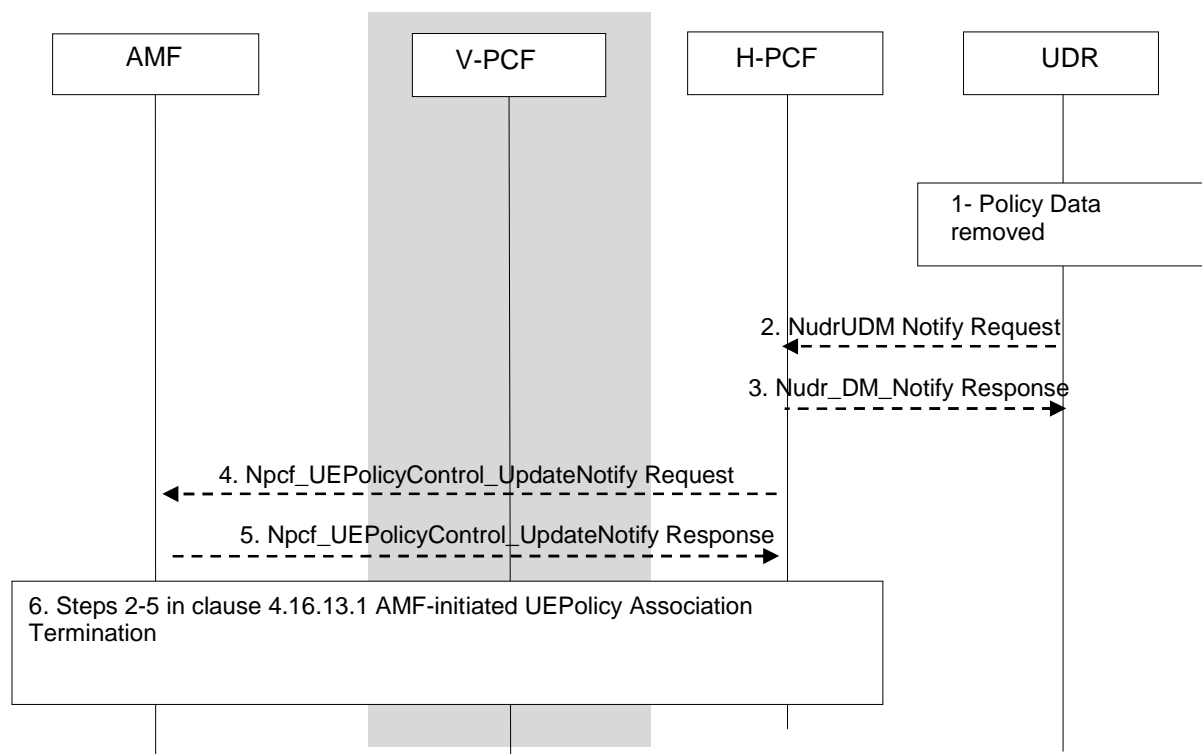 AMF
V-PCF
H-PCF
UDR
1- Policy Data
removed
2. NudrUDM Notify Request
3. Nudr_DM_Notify Response
4. Npcf_UEPolicyControl_UpdateNotify Request
5. Npcf_UEPolicyControl_UpdateNotify Response
6. Steps 2-5 in clause 4.16.13.1 AMF-initiated UEPolicy Association
Termination